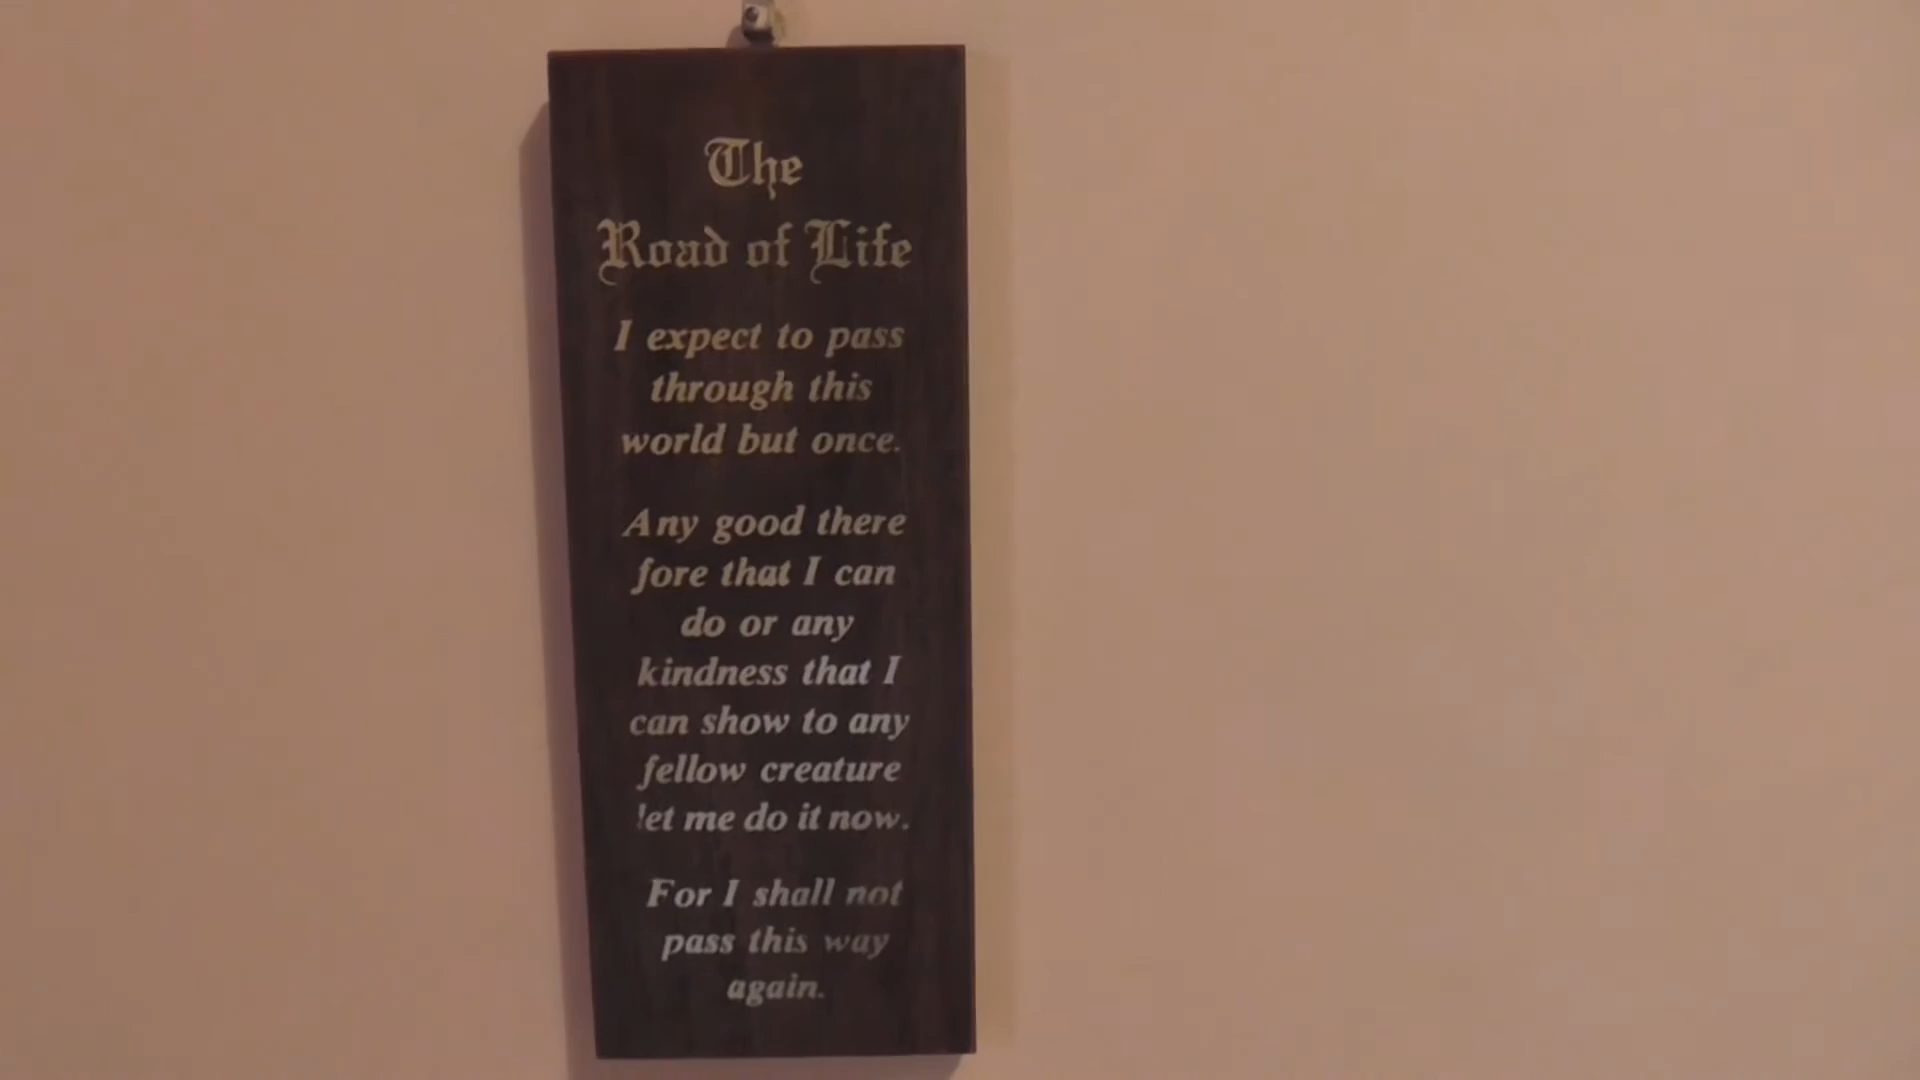 The
Road of Life
I expect to pass
through this
world but once.
Any good there
fore that I can
do or any
kindness that I
can show to any
fellow creature
let me do it now.
For I shall not
pass this way
again.